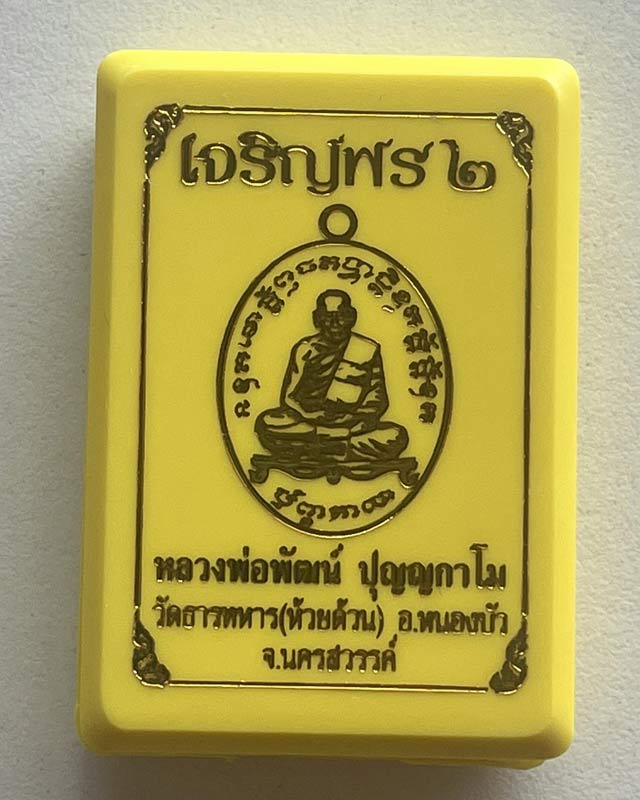 เจริญพร ๒
หลวงพ่อพัฒน์ ปุญญกาโม
วัดธารทหาร(ห้วยด้วน) อ.หนองบัว
จ.นครสวรรค์